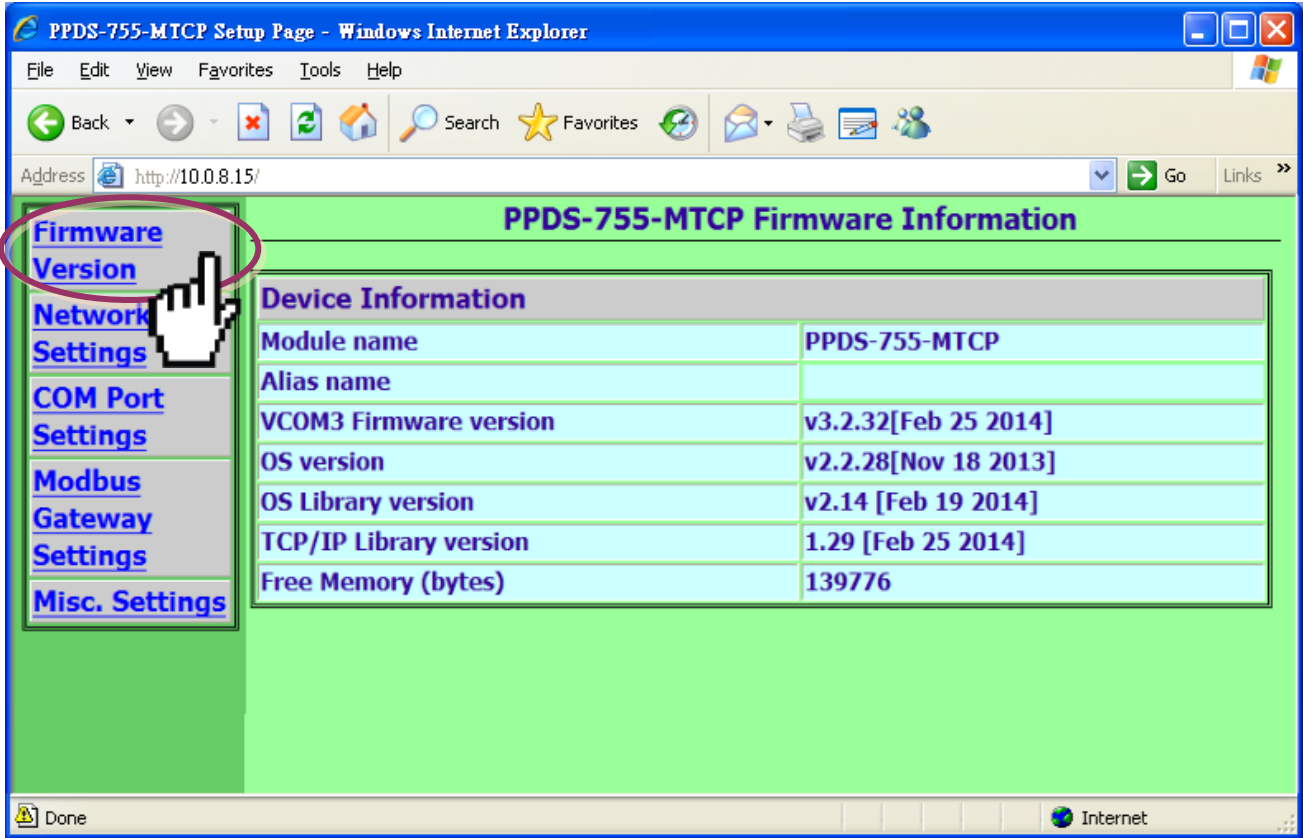 PPDS-755-MTCP Setup Page - Windows Internet Explorer
File Edit View Favorites Tools Help
Back Search Favorites
Address http://10.0.8.15/ Go Links »
Firmware
Version
Network
Settings
COM Port
Settings
Modbus
Gateway
Settings
Misc. Settings
PPDS-755-MTCP Firmware Information
Device Information
Module name PPDS-755-MTCP
Alias name
VCOM3 Firmware version v3.2.32[Feb 25 2014]
OS version v2.2.28[Nov 18 2013]
OS Library version v2.14 [Feb 19 2014]
TCP/IP Library version 1.29 [Feb 25 2014]
Free Memory (bytes) 139776
Done Internet